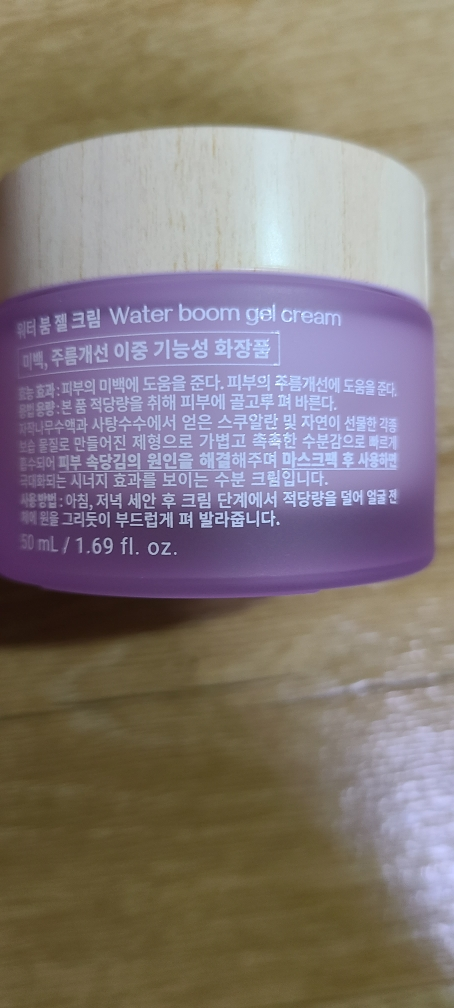 워터 붐 젤 크림 Water boom gel cream
미백, 주름개선 이중 기능성 화장품
효능 효과 : 피부의 미백에 도움을 준다. 피부의 주름개선에 도움을 준다.
용법 용량 : 본 품 적당량을 취해 피부에 골고루 펴 바른다.
자작나무수액과 사탕수수에서 얻은 스쿠알란 및 자연이 선물한 각종
보습 물질로 만들어진 제형으로 가볍고 촉촉한 수분감으로 빠르게
흡수되어 피부 속당김의 원인을 해결해주며 마스크팩 후 사용하면
극대화되는 시너지 효과를 보이는 수분 크림입니다.
사용 방법 : 아침, 저녁 세안 후 크림 단계에서 적당량을 덜어 얼굴 전
체에 원을 그리듯이 부드럽게 펴 발라줍니다.
50 mL / 1.69 fl. oz.